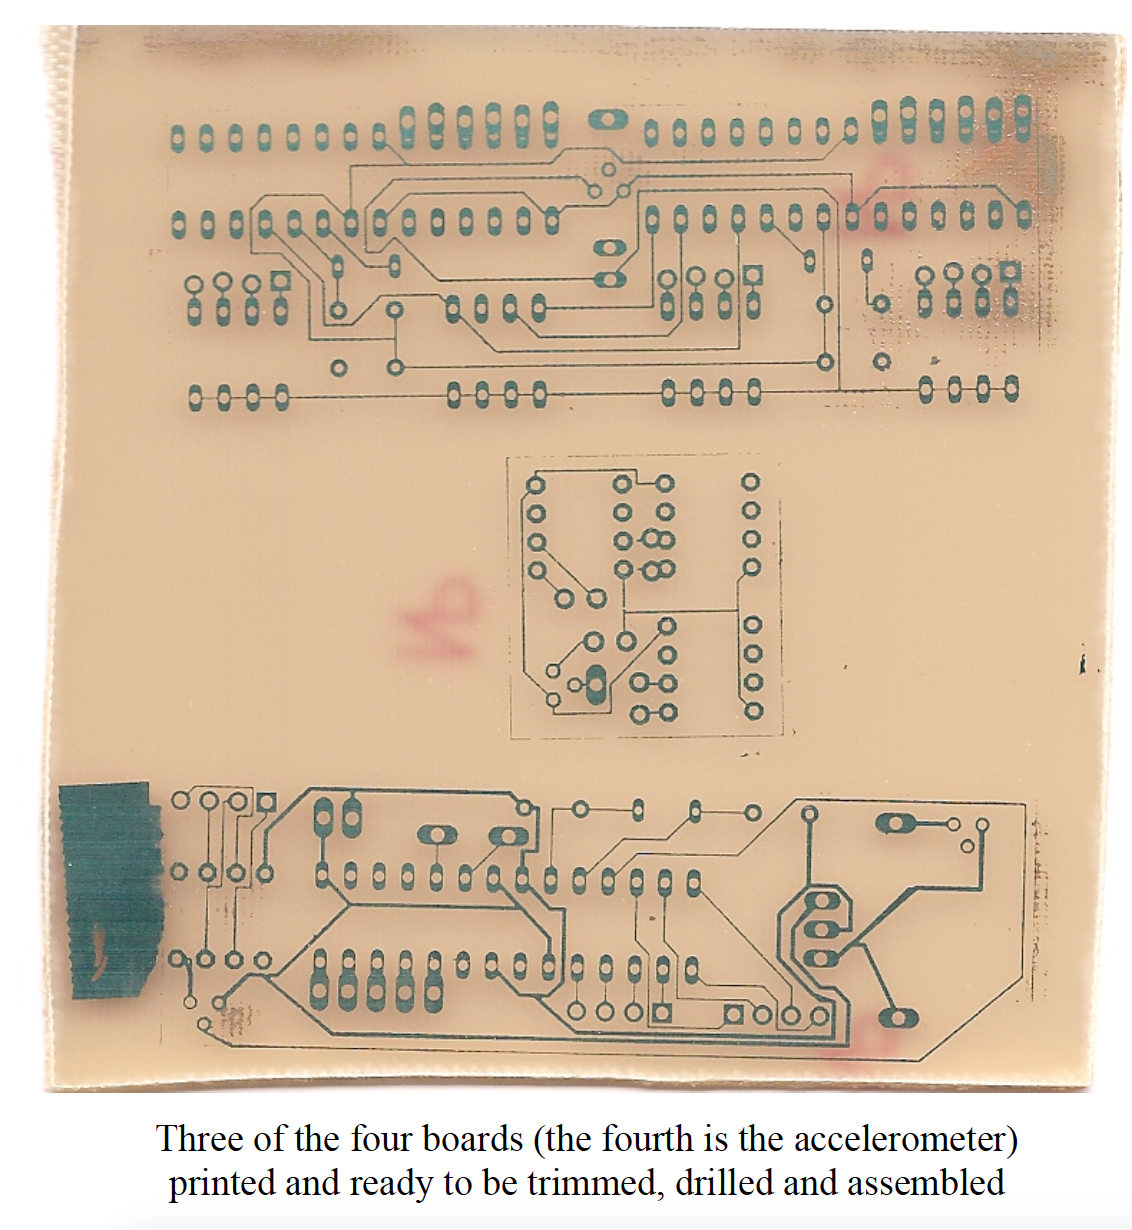 Three of the four boards (the fourth is the accelerometer)
printed and ready to be trimmed, drilled and assembled